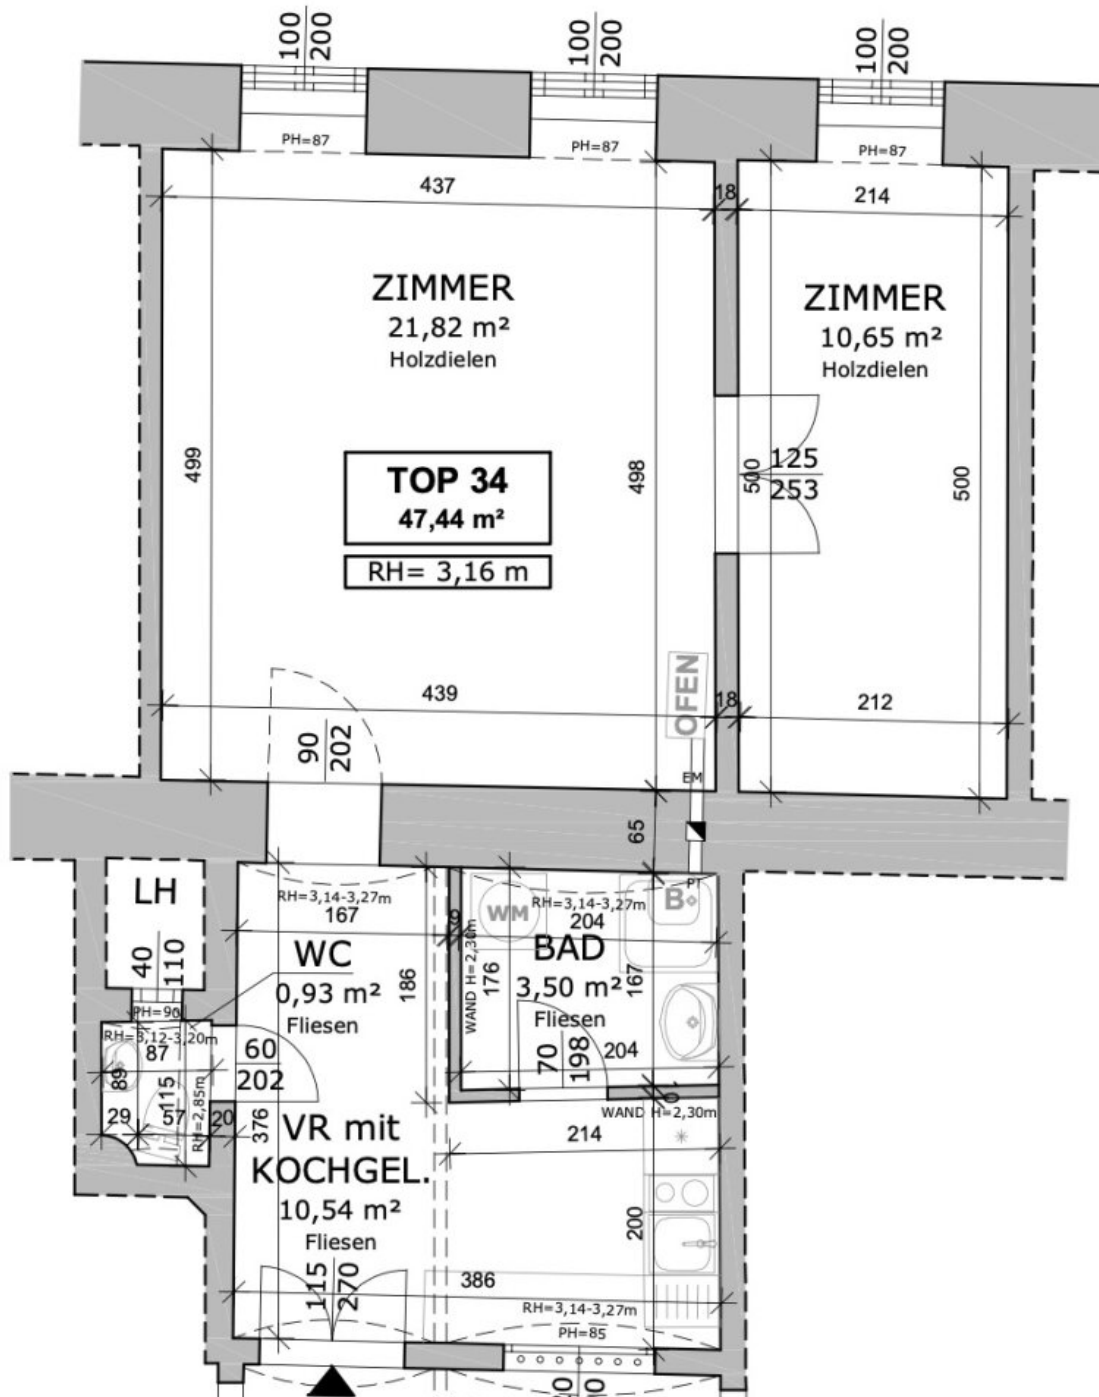 100
200
100
200
100
200
PH=87
PH=87
PH=87
437
18
214
ZIMMER
21,82 m²
Holzdielen
ZIMMER
10,65 m²
Holzdielen
499
498
500
125
253
500
TOP 34
47,44 m²
RH= 3,16 m
OFEN
439
18
212
90
202
EM
65
PT
LH
RH=3,14-3,27m
167
9
WM
RH=3,14-3,27m
204
B
40
110
WC
0,93 m²
Fliesen
186
WAND H=2,30m
176
BAD
3,50 m²
Fliesen
167
PH=90
RH=3,12-3,20m
87
89
115
RH=2,85m
60
202
70
198
204
10
WAND H=2,30m
29
57
20
376
VR mit
KOCHGEL.
10,54 m²
Fliesen
214
200
115
270
386
RH=3,14-3,27m
PH=85